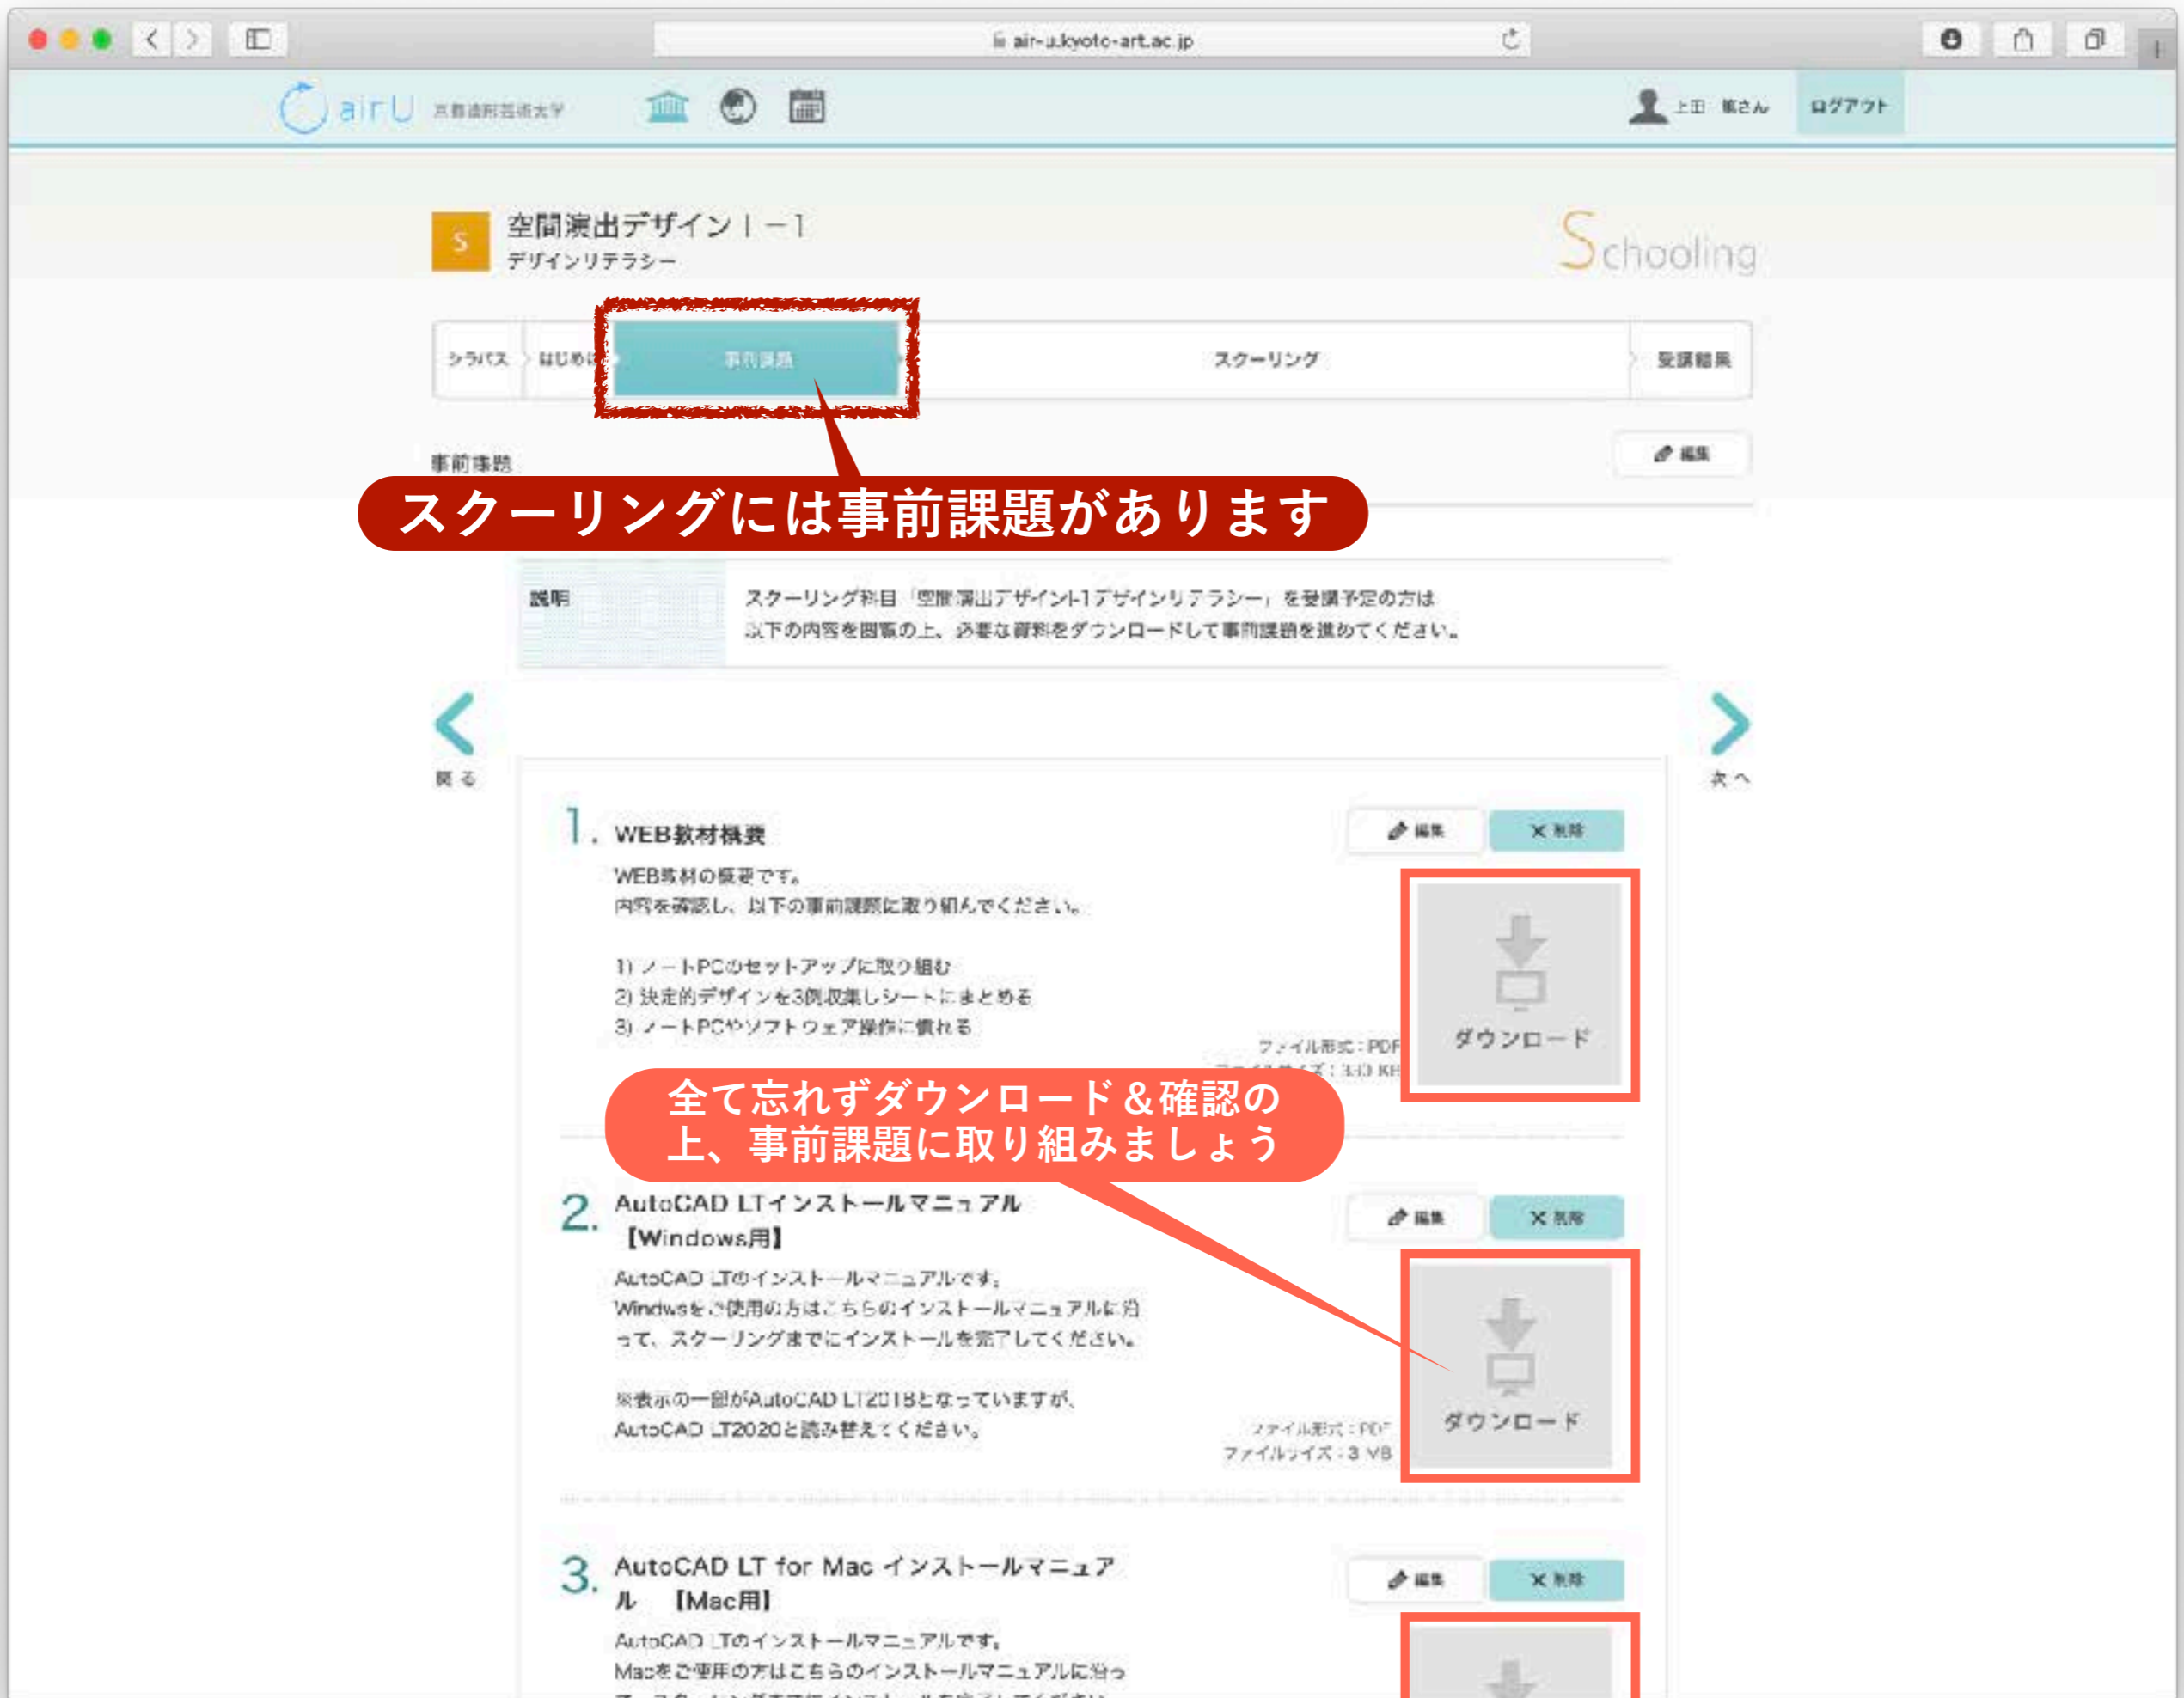 air-u.kyoto-art.ac.jp
airU 京都造形芸術大学
上田 篤さん
ログアウト
S
空間演出デザインⅠ－1
デザインリテラシー
Schooling
シラバス
はじめに
事前課題
スクーリング
受講結果
事前課題
編集
スクーリングには事前課題があります
説明
スクーリング科目「空間演出デザインI-1デザインリテラシー」を受講予定の方は
以下の内容を閲覧の上、必要な資料をダウンロードして事前課題を進めてください。
戻る
次へ
1. WEB教材概要
編集
削除
WEB教材の概要です。
内容を確認し、以下の事前課題に取り組んでください。
1) ノートPCのセットアップに取り組む
2) 決定的デザインを3例収集しシートにまとめる
3) ノートPCやソフトウェア操作に慣れる
ファイル形式：PDF
ファイルサイズ：330 KB
ダウンロード
全て忘れずダウンロード＆確認の
上、事前課題に取り組みましょう
2. AutoCAD LTインストールマニュアル
【Windows用】
編集
削除
AutoCAD LTのインストールマニュアルです。
Windwsをご使用の方はこちらのインストールマニュアルに沿
って、スクーリングまでにインストールを完了してください。
※表示の一部がAutoCAD LT2018となっていますが、
AutoCAD LT2020と読み替えてください。
ファイル形式：PDF
ファイルサイズ：3 MB
ダウンロード
3. AutoCAD LT for Mac インストールマニュア
ル 【Mac用】
編集
削除
AutoCAD LTのインストールマニュアルです。
Macをご使用の方はこちらのインストールマニュアルに沿っ